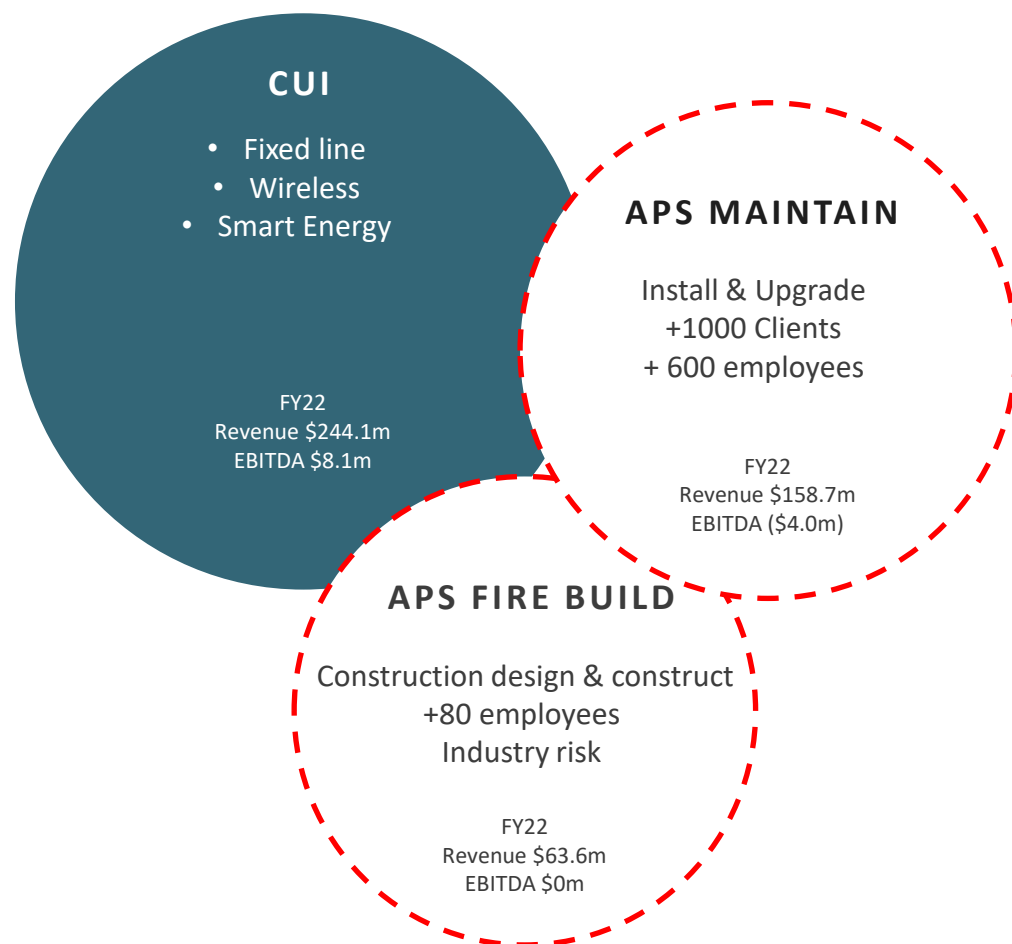 CUI
• Fixed line
• Wireless
• Smart Energy
FY22
Revenue $244.1m
EBITDA $8.1m
APS MAINTAIN
Install & Upgrade
+1000 Clients
+ 600 employees
FY22
Revenue $158.7m
EBITDA ($4.0m)
APS FIRE BUILD
Construction design & construct
+80 employees
Industry risk
FY22
Revenue $63.6m
EBITDA $0m